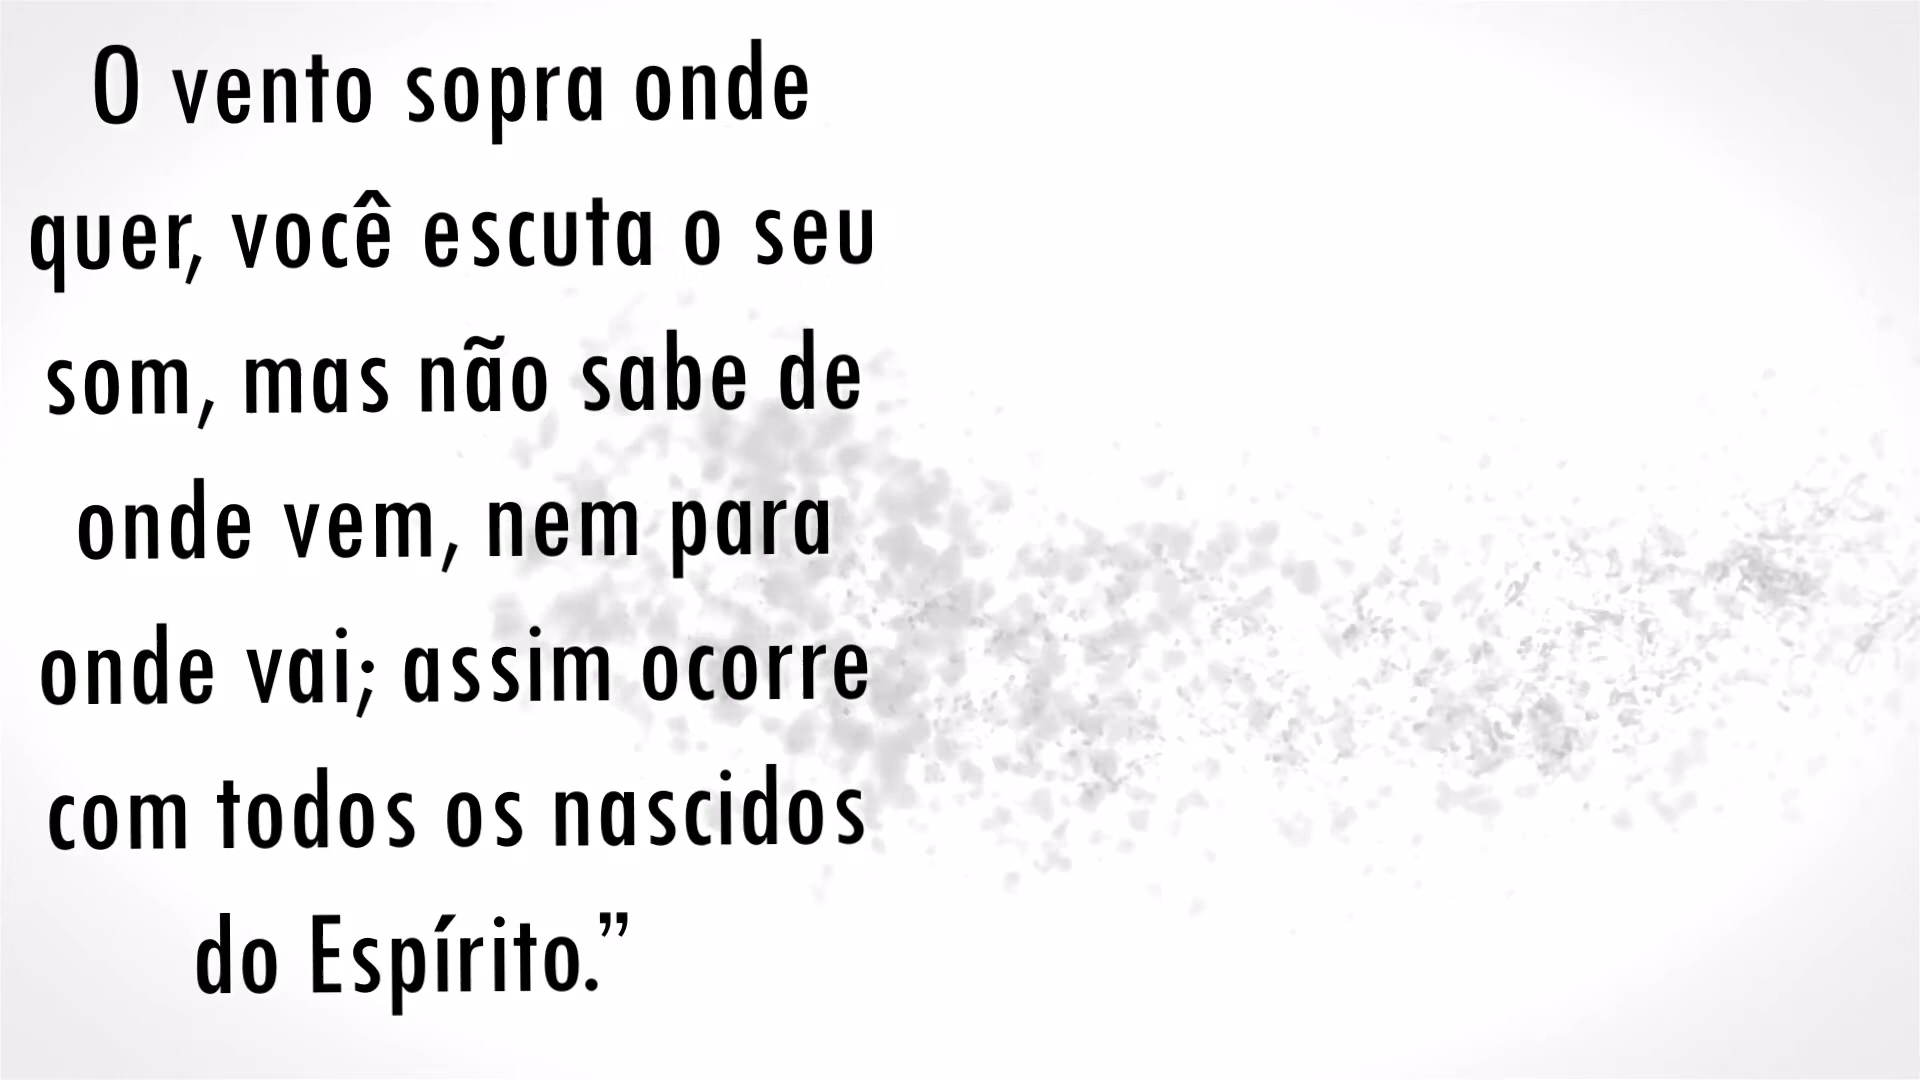 O vento sopra onde
quer, você escuta o seu
som, mas não sabe de
onde vem, nem para
onde vai; assim ocorre
com todos os nascidos
do Espírito.”